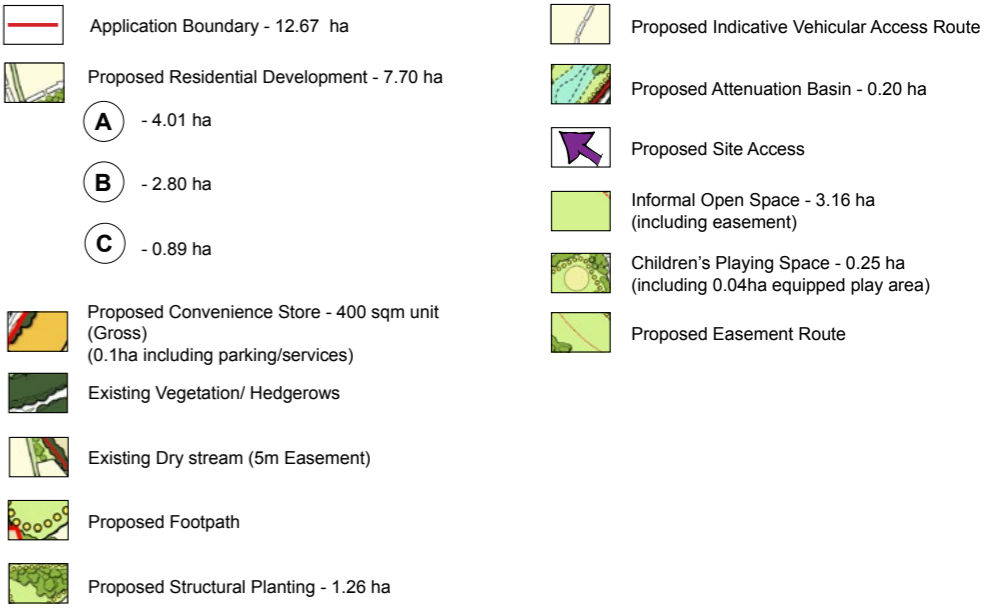 Application Boundary - 12.67 ha
Proposed Residential Development - 7.70 ha
A - 4.01 ha
B - 2.80 ha
C - 0.89 ha
Proposed Convenience Store - 400 sqm unit
(Gross)
(0.1ha including parking/services)
Existing Vegetation/ Hedgerows
Existing Dry stream (5m Easement)
Proposed Footpath
Proposed Structural Planting - 1.26 ha
Proposed Indicative Vehicular Access Route
Proposed Attenuation Basin - 0.20 ha
Proposed Site Access
Informal Open Space - 3.16 ha
(including easement)
Children's Playing Space - 0.25 ha
(including 0.04ha equipped play area)
Proposed Easement Route